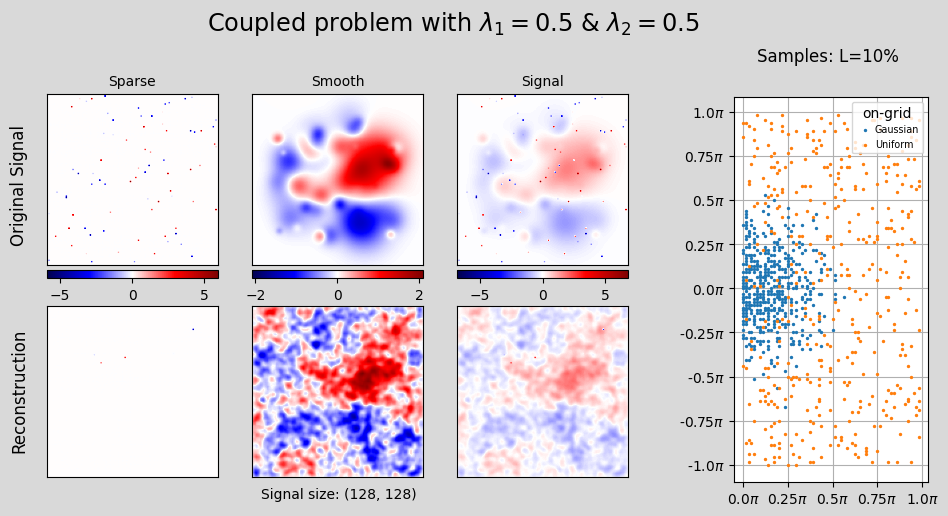 Coupled problem with λ₁ = 0.5 & λ₂ = 0.5
Samples: L=10%
Sparse
Smooth
Signal
Original Signal
−5 0 5
−2 0 2
−5 0 5
Reconstruction
Signal size: (128, 128)
on-grid
Gaussian
Uniform
1.0π
0.75π
0.5π
0.25π
0.0π
-0.25π
-0.5π
-0.75π
-1.0π
0.0π 0.25π 0.5π 0.75π 1.0π